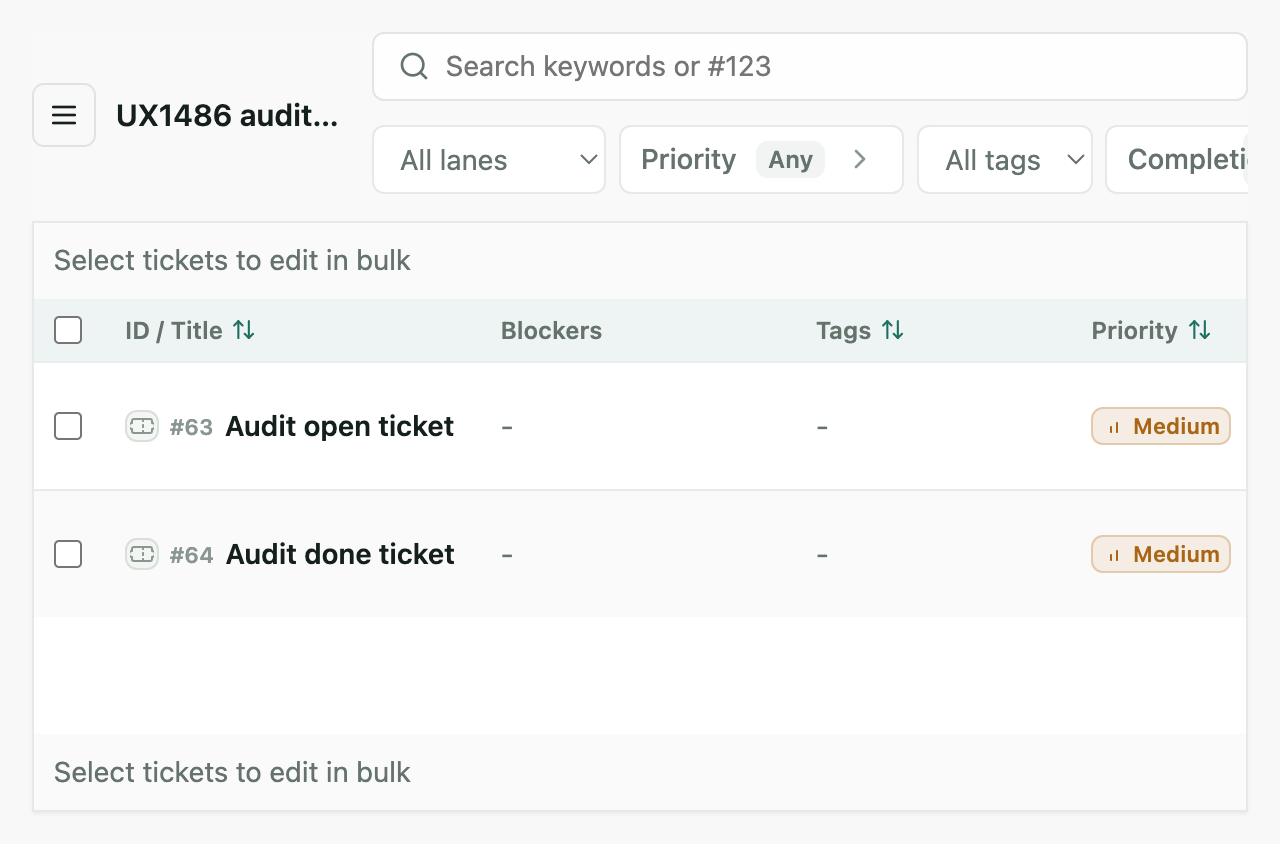 Search keywords or #123
UX1486 audit...
All lanes
Priority Any
All tags
Completi
Select tickets to edit in bulk
ID / Title
Blockers
Tags
Priority
#63 Audit open ticket - - Medium
#64 Audit done ticket - - Medium
Select tickets to edit in bulk